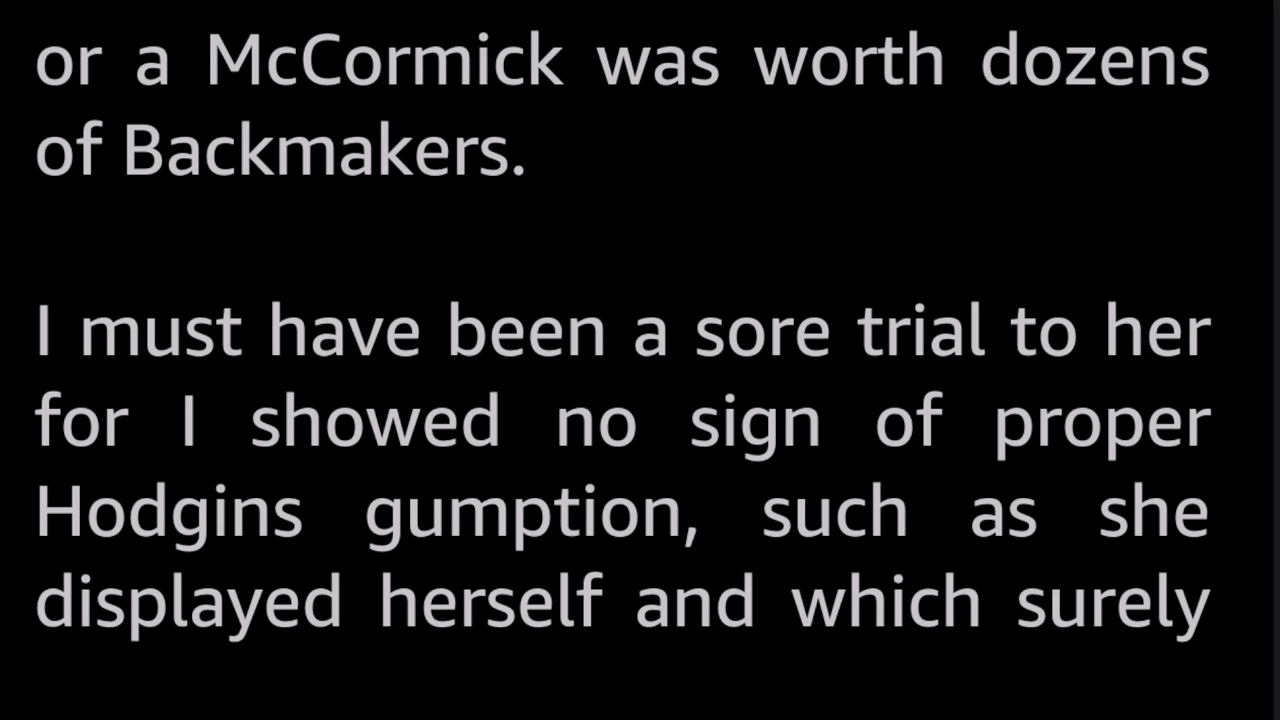 or a McCormick was worth dozens
of Backmakers.
I must have been a sore trial to her
for I showed no sign of proper
Hodgins gumption, such as she
displayed herself and which surely